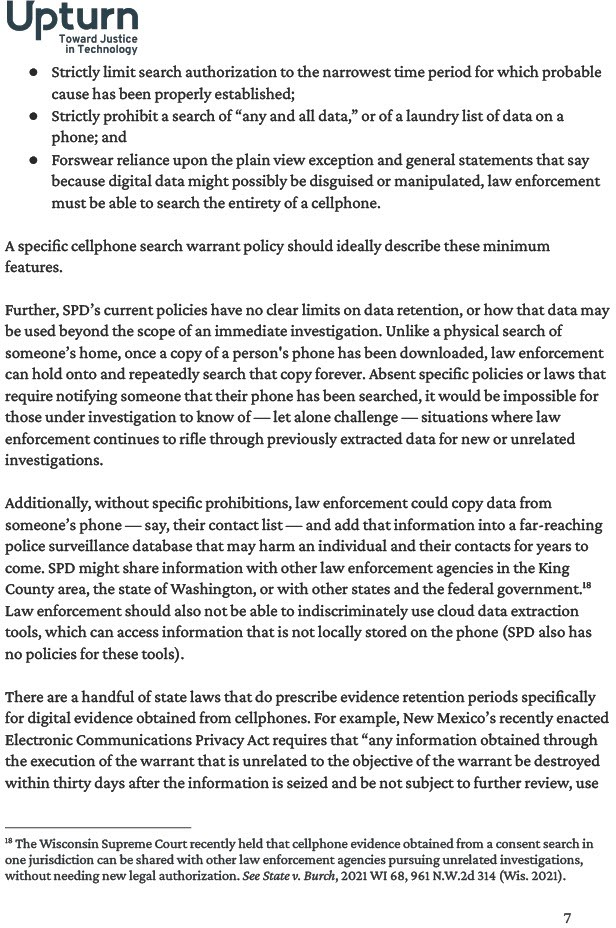 Upturn
Toward Justice
in Technology
● Strictly limit search authorization to the narrowest time period for which probable
cause has been properly established;
● Strictly prohibit a search of “any and all data,” or of a laundry list of data on a
phone; and
● Forswear reliance upon the plain view exception and general statements that say
because digital data might possibly be disguised or manipulated, law enforcement
must be able to search the entirety of a cellphone.
A specific cellphone search warrant policy should ideally describe these minimum
features.
Further, SPD’s current policies have no clear limits on data retention, or how that data may
be used beyond the scope of an immediate investigation. Unlike a physical search of
someone’s home, once a copy of a person's phone has been downloaded, law enforcement
can hold onto and repeatedly search that copy forever. Absent specific policies or laws that
require notifying someone that their phone has been searched, it would be impossible for
those under investigation to know of — let alone challenge — situations where law
enforcement continues to rifle through previously extracted data for new or unrelated
investigations.
Additionally, without specific prohibitions, law enforcement could copy data from
someone’s phone — say, their contact list — and add that information into a far-reaching
police surveillance database that may harm an individual and their contacts for years to
come. SPD might share information with other law enforcement agencies in the King
County area, the state of Washington, or with other states and the federal government.¹⁸
Law enforcement should also not be able to indiscriminately use cloud data extraction
tools, which can access information that is not locally stored on the phone (SPD also has
no policies for these tools).
There are a handful of state laws that do prescribe evidence retention periods specifically
for digital evidence obtained from cellphones. For example, New Mexico’s recently enacted
Electronic Communications Privacy Act requires that “any information obtained through
the execution of the warrant that is unrelated to the objective of the warrant be destroyed
within thirty days after the information is seized and be not subject to further review, use
¹⁸ The Wisconsin Supreme Court recently held that cellphone evidence obtained from a consent search in
one jurisdiction can be shared with other law enforcement agencies pursuing unrelated investigations,
without needing new legal authorization. See State v. Burch, 2021 WI 68, 961 N.W.2d 314 (Wis. 2021).
7